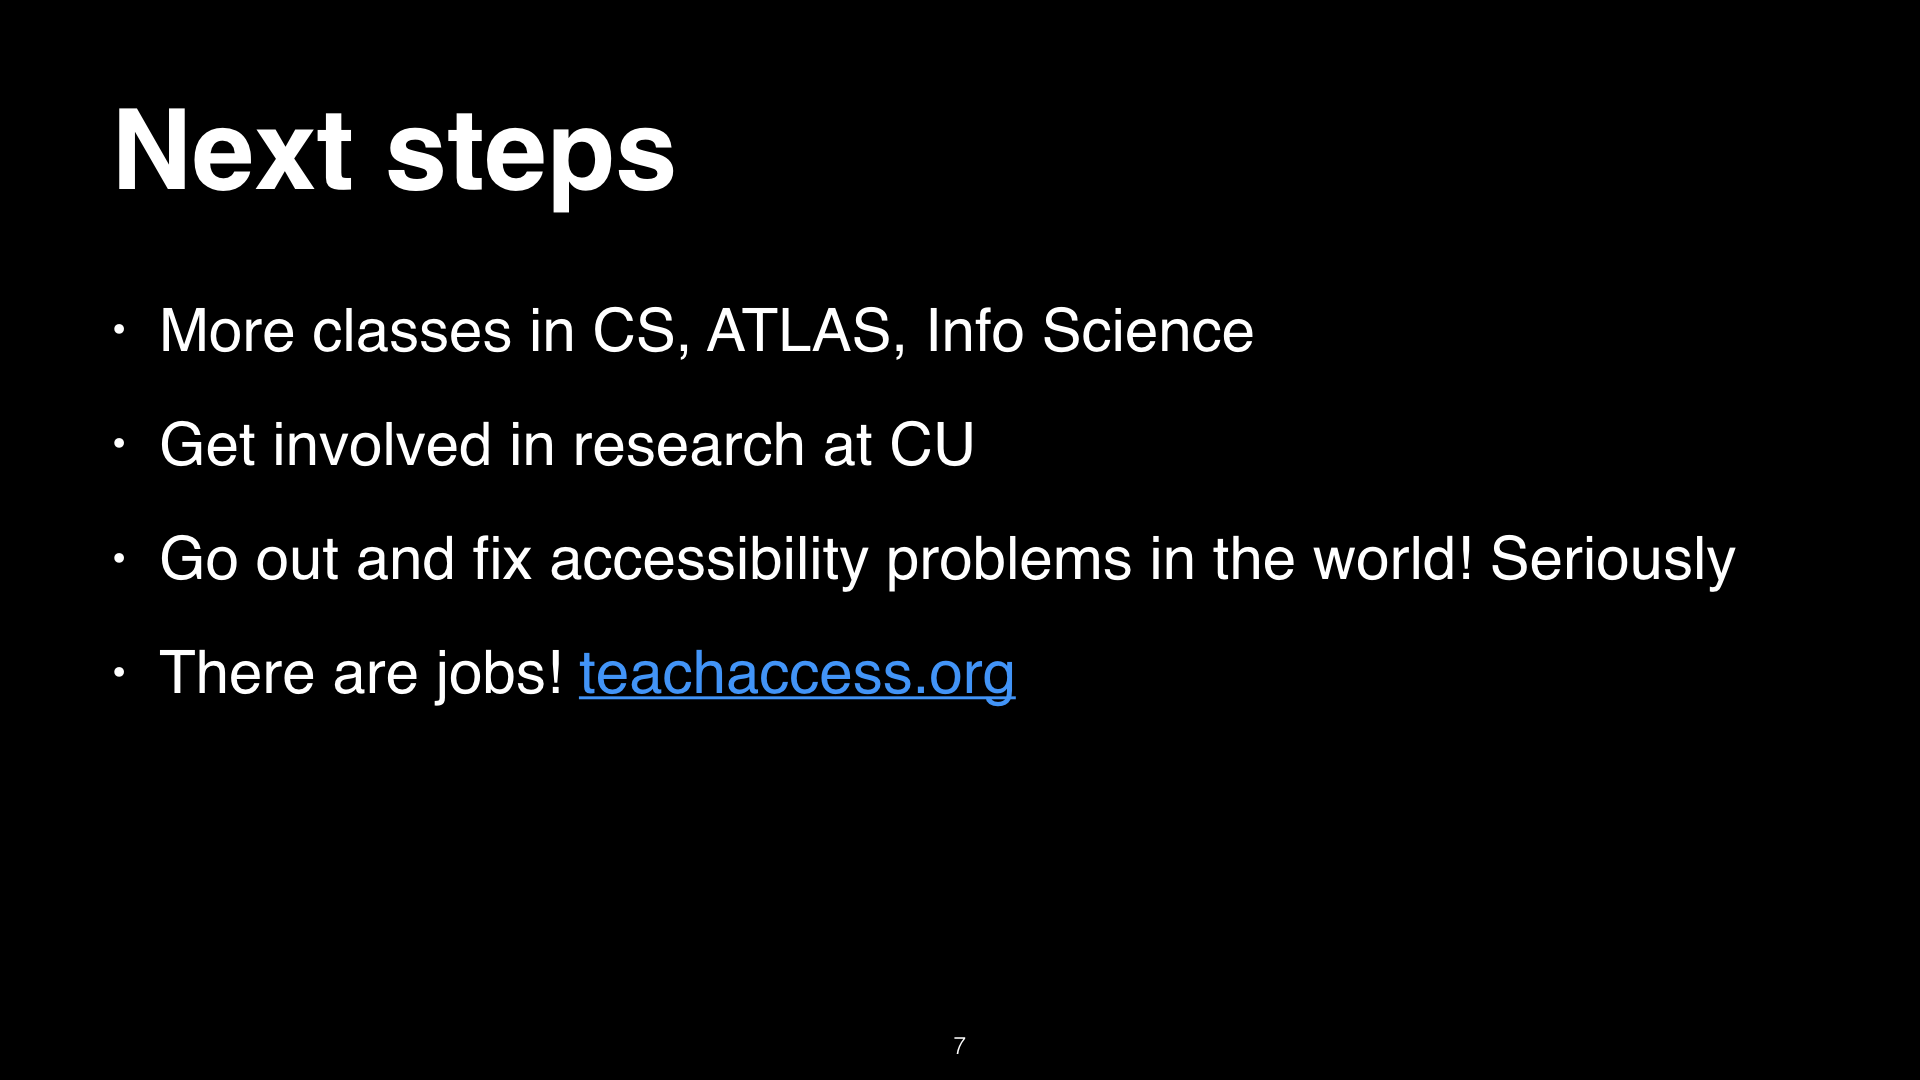 Next steps
• More classes in CS, ATLAS, Info Science
• Get involved in research at CU
• Go out and fix accessibility problems in the world! Seriously
• There are jobs! teachaccess.org
7